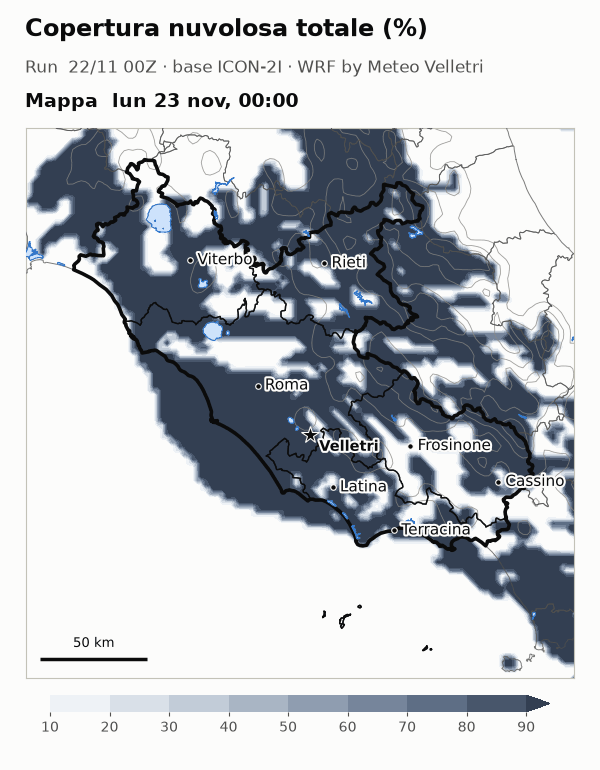 Copertura nuvolosa totale (%)
Run  22/11 00Z · base ICON-2I · WRF by Meteo Velletri
Mappa  lun 23 nov, 00:00
Viterbo
Rieti
Roma
Velletri
Frosinone
Latina
Cassino
Terracina
50 km
10 20 30 40 50 60 70 80 90